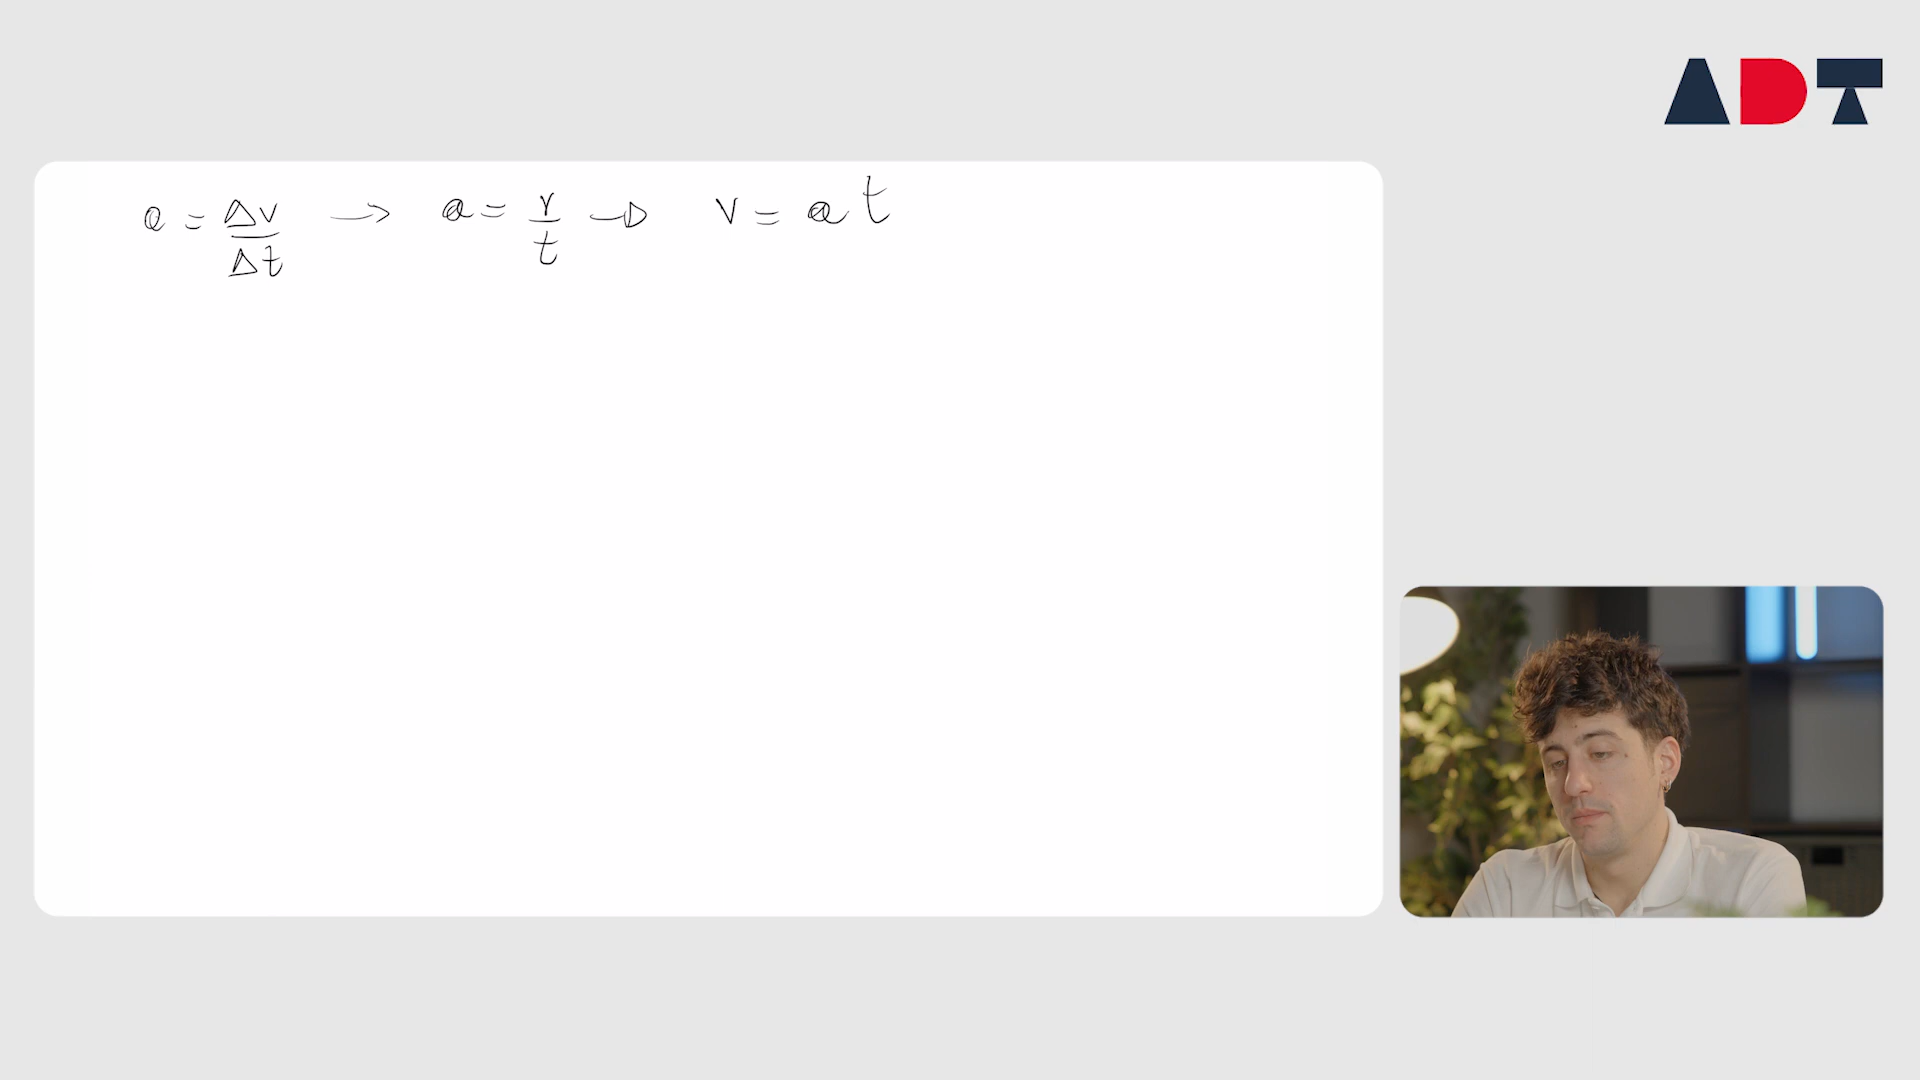 ADT
a = Δv/Δt → a = v/t → v = a t